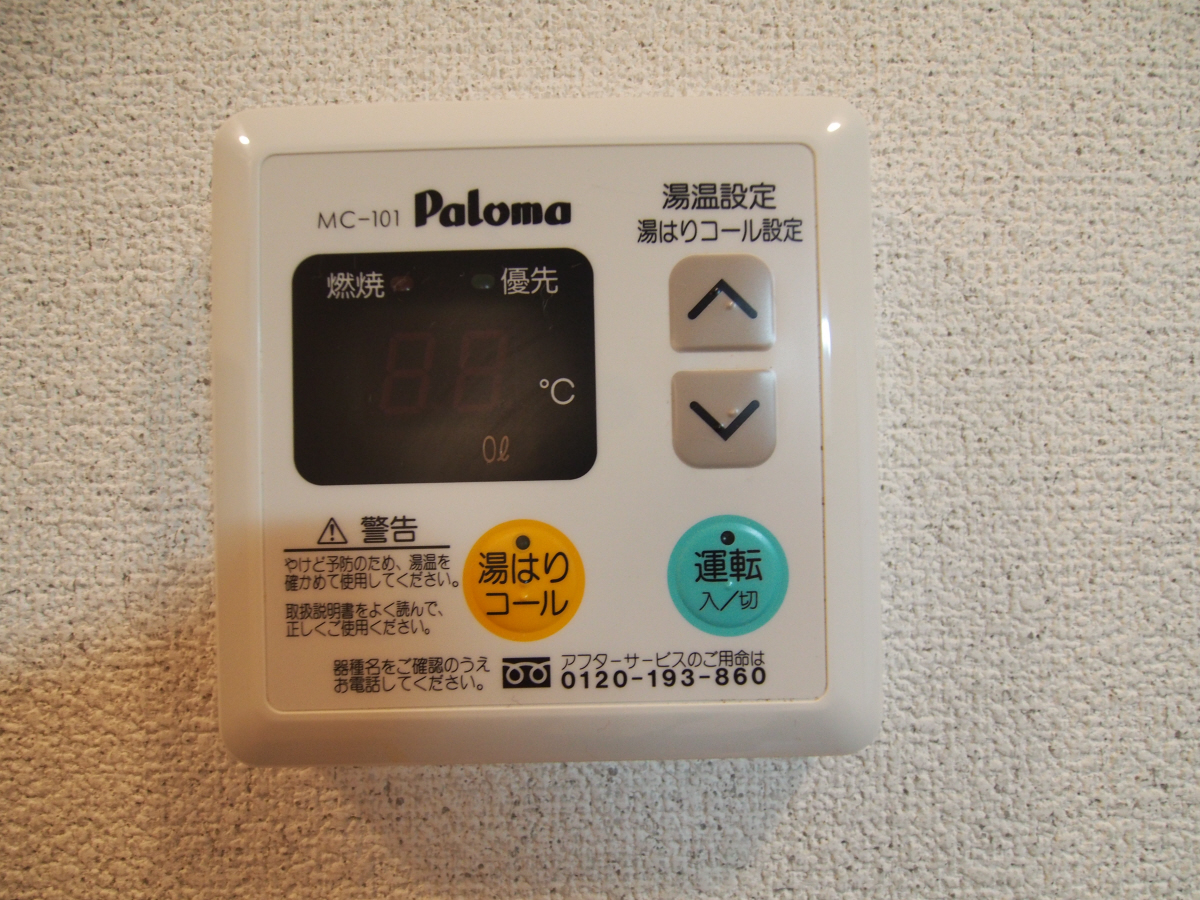 MC-101 Paloma
湯温設定
湯はりコール設定
燃焼 優先
88
℃
0ℓ
警告
やけど予防のため、湯温を
確かめて使用してください。
取扱説明書をよく読んで、
正しくご使用ください。
湯はり
コール
運転
入/切
器種名をご確認のうえ
お電話してください。
アフターサービスのご用命は
0120-193-860